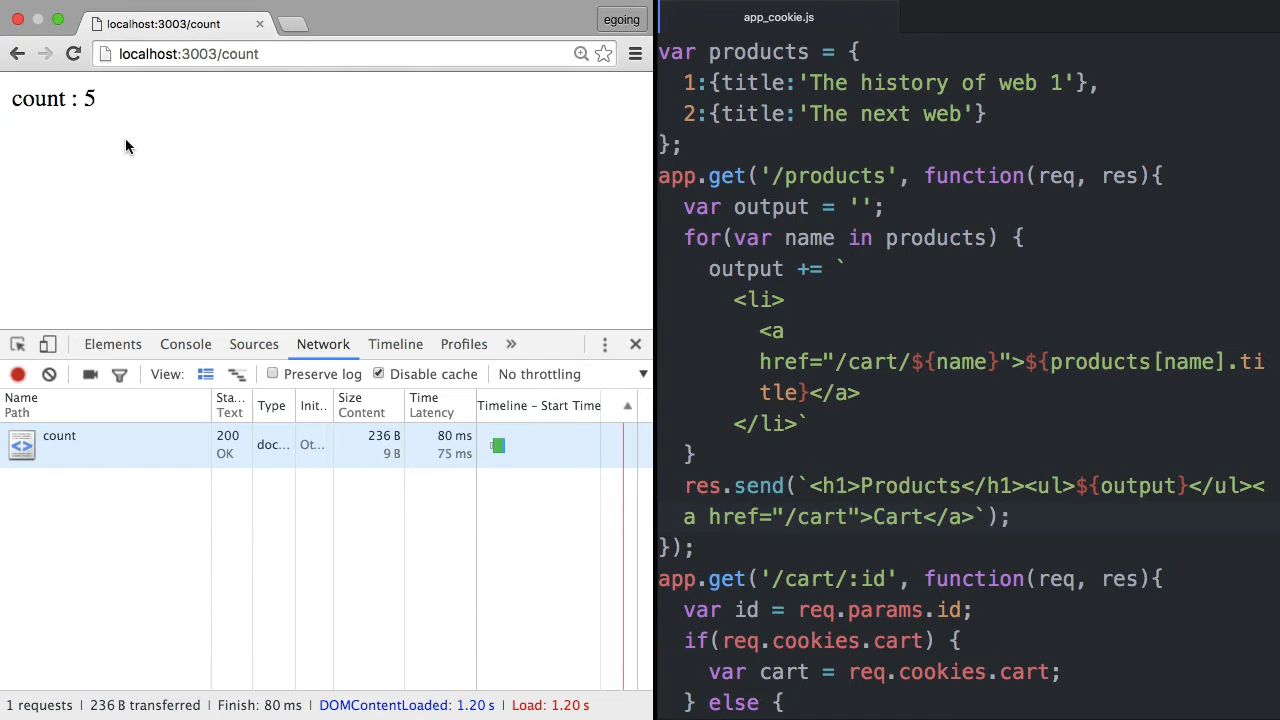 localhost:3003/count
egoing
localhost:3003/count
count : 5
Elements Console Sources Network Timeline Profiles »
View: Preserve log Disable cache No throttling
Name Sta... Type Init... Size Time Timeline – Start Time
Path Text Content Latency
count 200 doc... Ot... 236 B 80 ms
OK 9 B 75 ms
1 requests | 236 B transferred | Finish: 80 ms | DOMContentLoaded: 1.20 s | Load: 1.20 s
app_cookie.js
var products = {
1:{title:'The history of web 1'},
2:{title:'The next web'}
};
app.get('/products', function(req, res){
var output = '';
for(var name in products) {
output += `
<li>
<a
href="/cart/${name}">${products[name].ti
tle}</a>
</li>`
}
res.send(`<h1>Products</h1><ul>${output}</ul><
a href="/cart">Cart</a>`);
});
app.get('/cart/:id', function(req, res){
var id = req.params.id;
if(req.cookies.cart) {
var cart = req.cookies.cart;
} else {